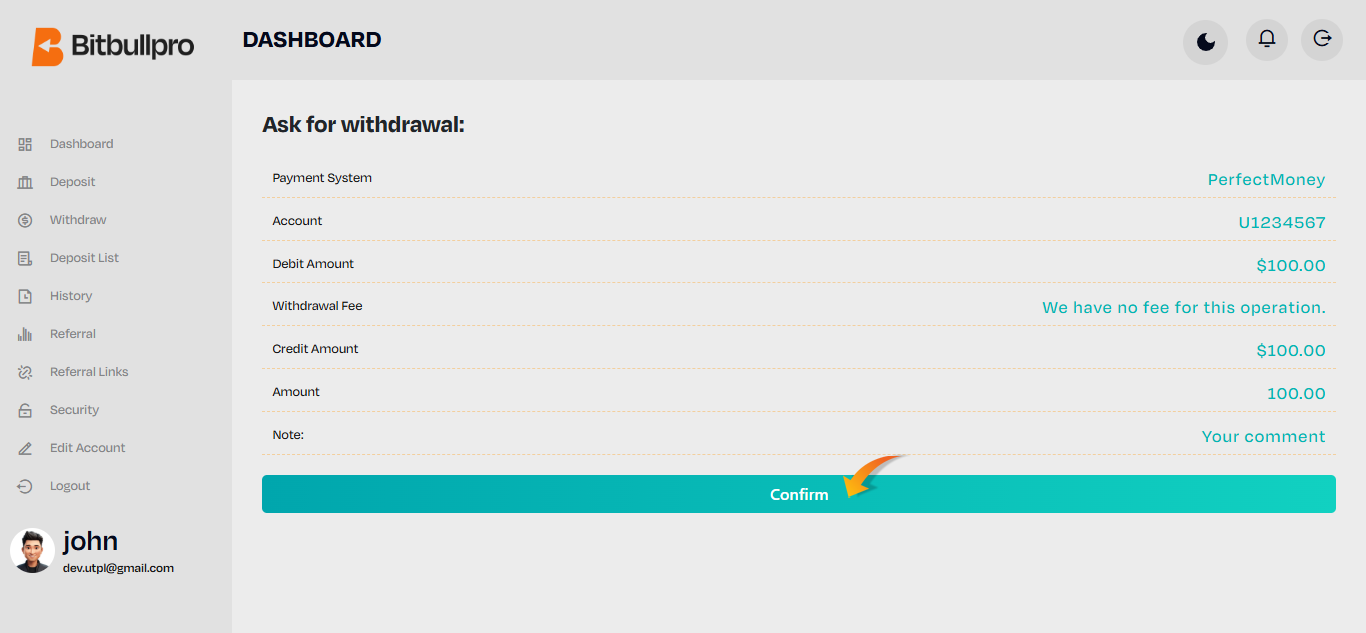 Bitbullpro
DASHBOARD
Dashboard
Deposit
Withdraw
Deposit List
History
Referral
Referral Links
Security
Edit Account
Logout
john
dev.utpl@gmail.com
Ask for withdrawal:
Payment System PerfectMoney
Account U1234567
Debit Amount $100.00
Withdrawal Fee We have no fee for this operation.
Credit Amount $100.00
Amount 100.00
Note: Your comment
Confirm